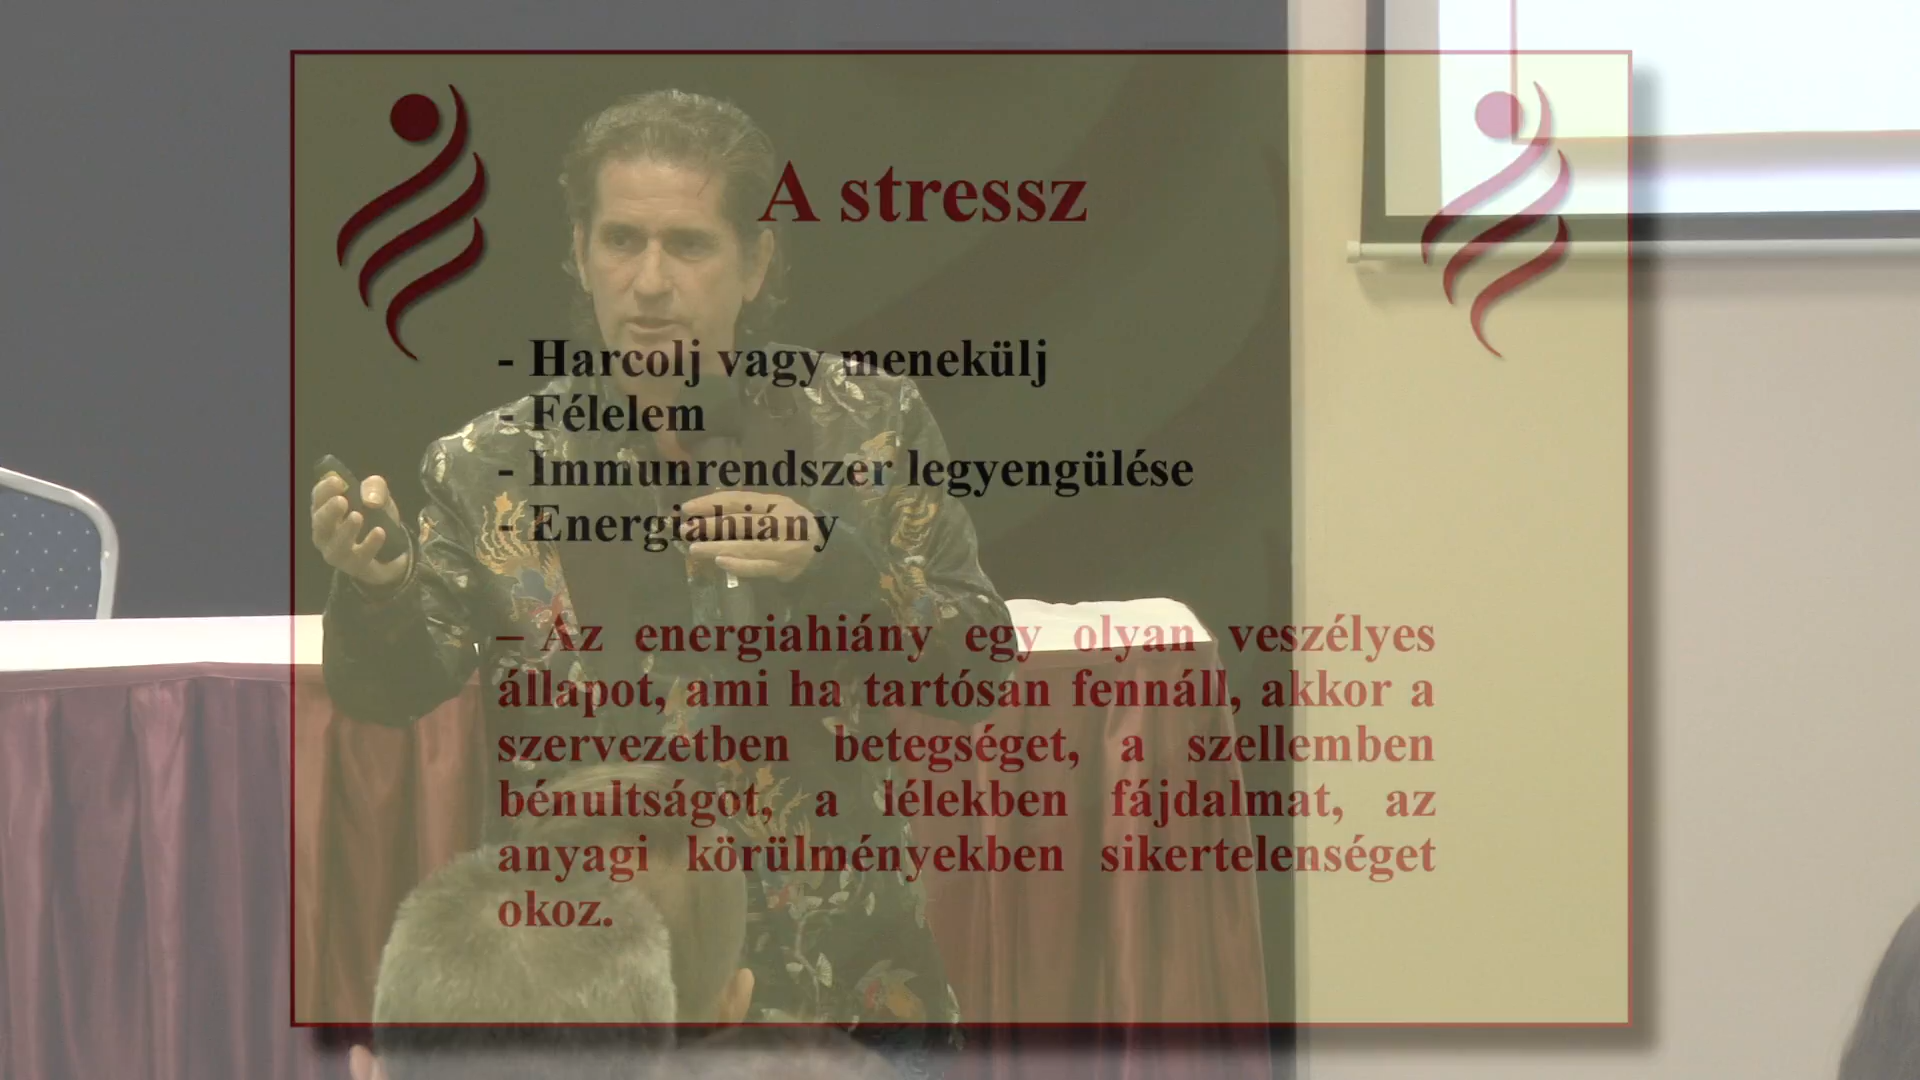 A stressz
- Harcolj vagy menekülj
- Félelem
- Immunrendszer legyengülése
- Energiahiány
– Az energiahiány egy olyan veszélyes
állapot, ami ha tartósan fennáll, akkor a
szervezetben betegséget, a szellemben
bénultságot, a lélekben fájdalmat, az
anyagi körülményekben sikertelenséget
okoz.